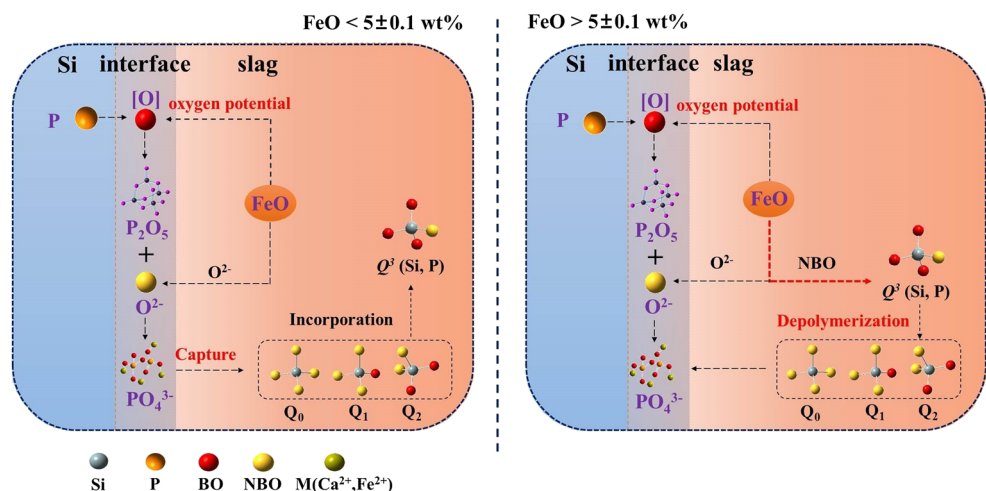 FeO < 5±0.1 wt%
Si interface slag
[O]
oxygen potential
P
FeO
P₂O₅
+
O²⁻
O²⁻
Q³ (Si, P)
Incorporation
Capture
PO₄³⁻
Q₀ Q₁ Q₂
FeO > 5±0.1 wt%
Si interface slag
[O]
oxygen potential
P
FeO
P₂O₅
+
O²⁻
NBO
O²⁻
Q³ (Si, P)
Depolymerization
PO₄³⁻
Q₀ Q₁ Q₂
Si P BO NBO M(Ca²⁺,Fe²⁺)